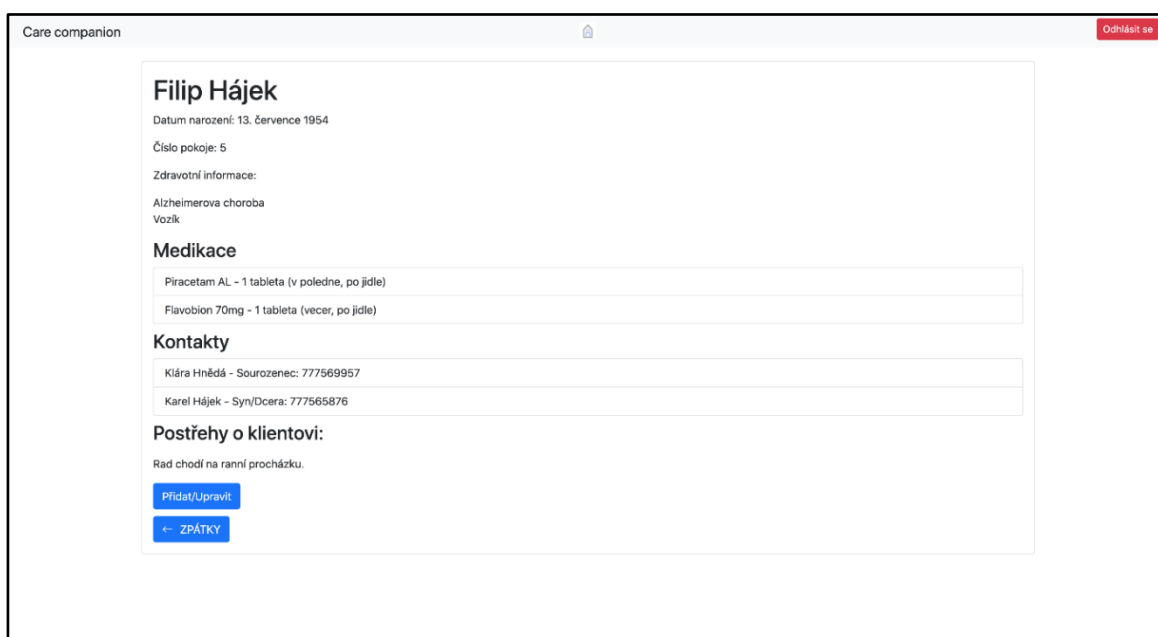 Care companion
Odhlásit se
Filip Hájek
Datum narození: 13. července 1954
Číslo pokoje: 5
Zdravotní informace:
Alzheimerova choroba
Vozík
Medikace
Piracetam AL - 1 tableta (v poledne, po jidle)
Flavobion 70mg - 1 tableta (vecer, po jidle)
Kontakty
Klára Hnědá - Sourozenec: 777569957
Karel Hájek - Syn/Dcera: 777565876
Postřehy o klientovi:
Rad chodí na ranní procházku.
Přidat/Upravit
← ZPÁTKY